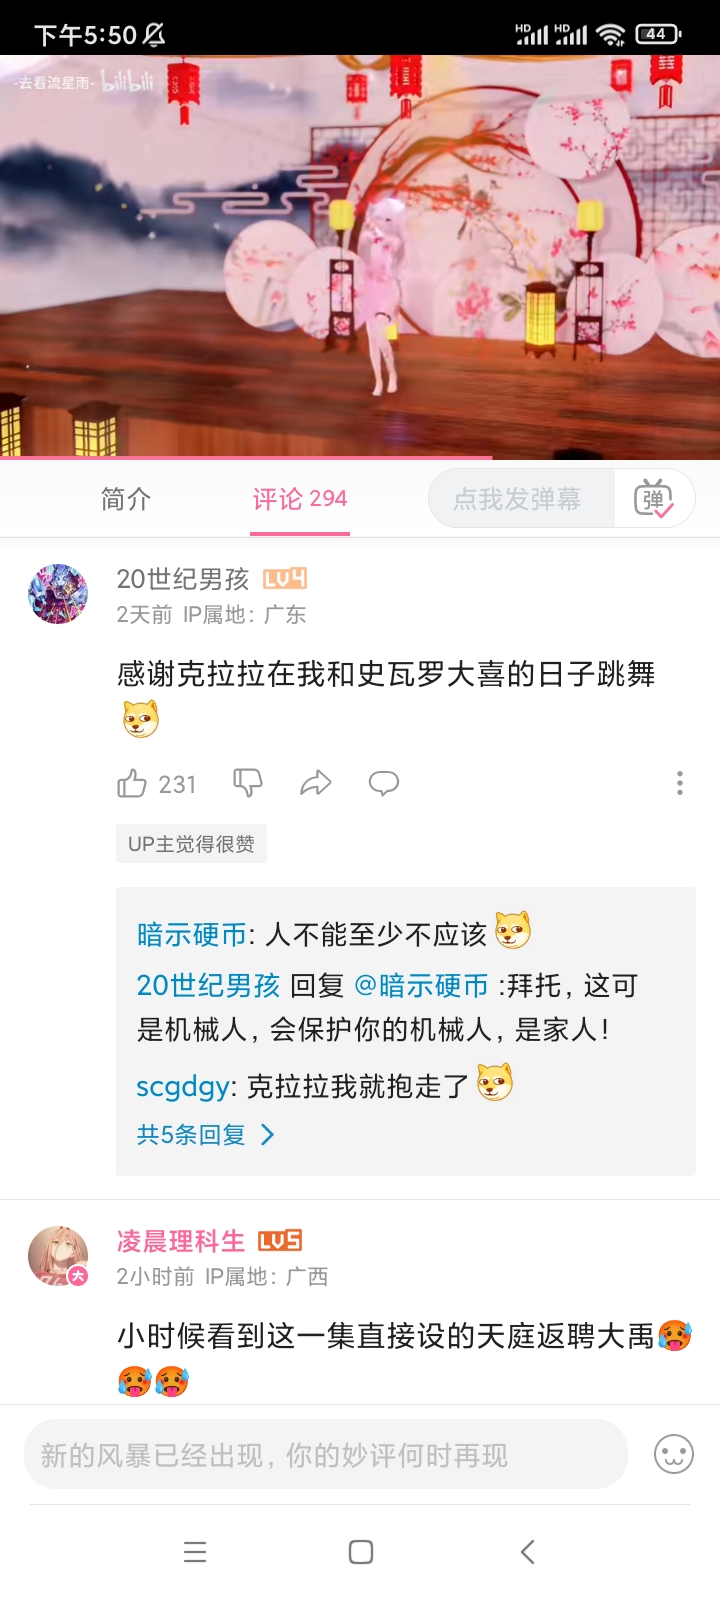 下午5:50
HD HD 44
-去看流星雨- bilibili
简介
评论 294
点我发弹幕
弹
20世纪男孩 LV4
2天前 IP属地：广东
感谢克拉拉在我和史瓦罗大喜的日子跳舞
231
UP主觉得很赞
暗示硬币: 人不能至少不应该
20世纪男孩 回复 @暗示硬币 :拜托，这可
是机械人，会保护你的机械人，是家人！
scgdgy: 克拉拉我就抱走了
共5条回复
凌晨理科生 LV5
大
2小时前 IP属地：广西
小时候看到这一集直接设的天庭返聘大禹🥵
🥵🥵
新的风暴已经出现，你的妙评何时再现